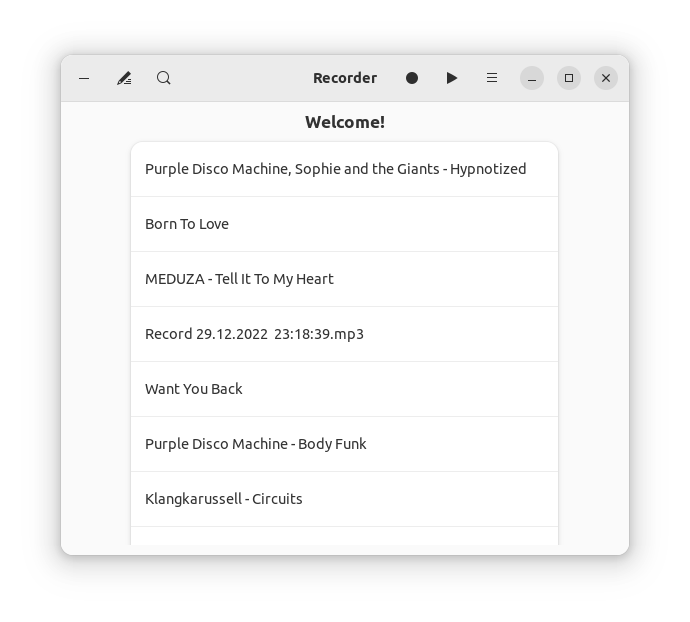 Recorder
Welcome!
Purple Disco Machine, Sophie and the Giants - Hypnotized
Born To Love
MEDUZA - Tell It To My Heart
Record 29.12.2022  23:18:39.mp3
Want You Back
Purple Disco Machine - Body Funk
Klangkarussell - Circuits